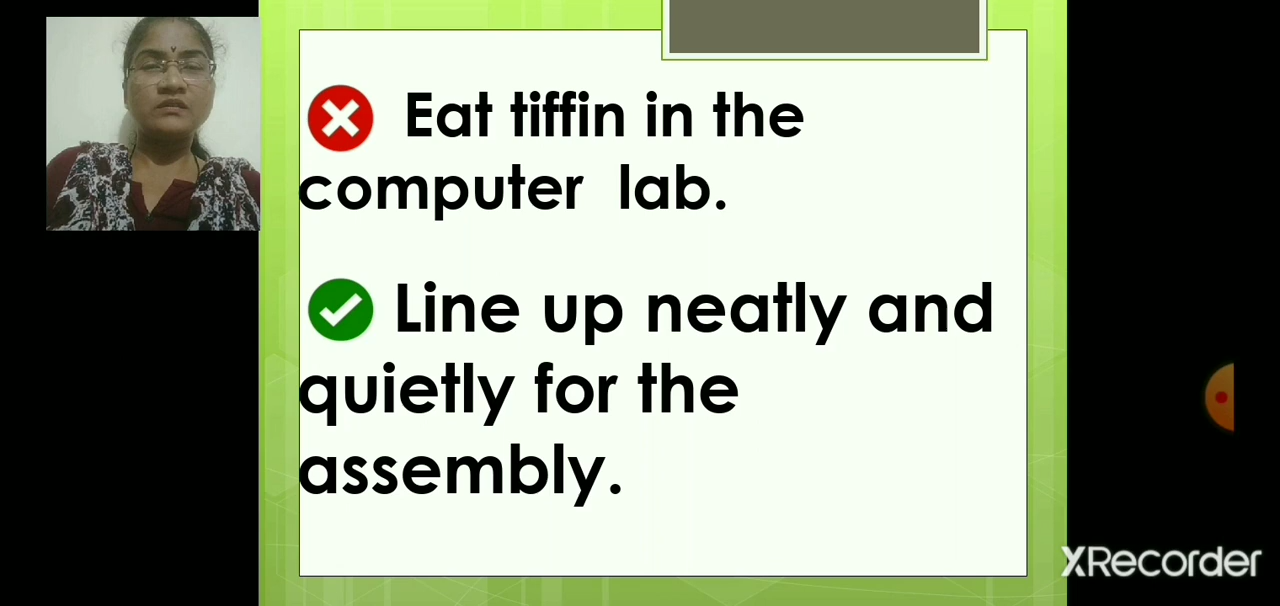 Eat tiffin in the
computer lab.
Line up neatly and
quietly for the
assembly.
XRecorder